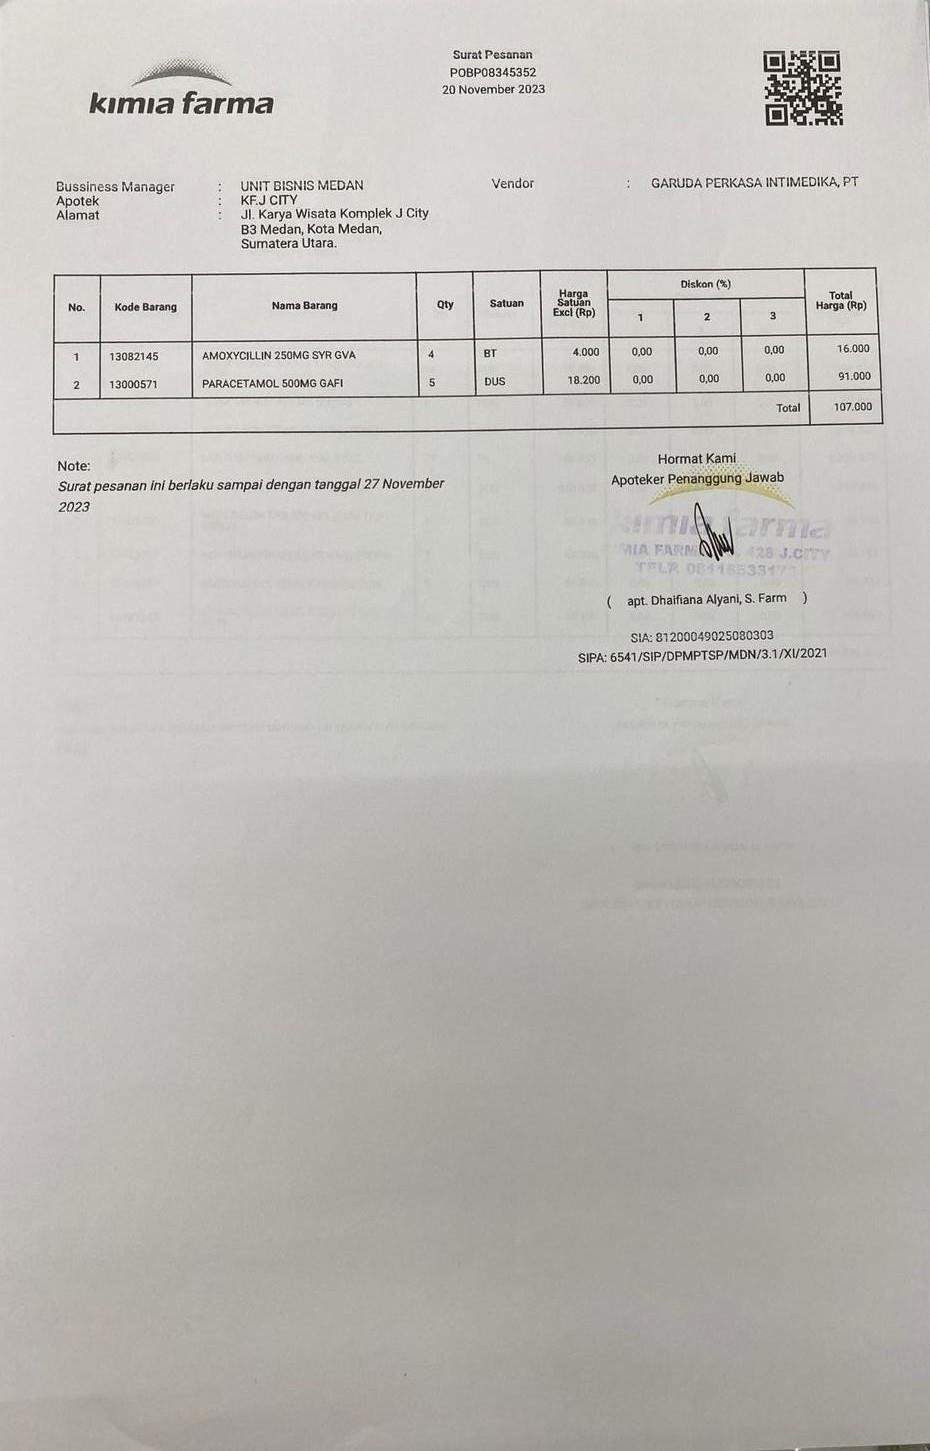 Surat Pesanan
POBP08345352
20 November 2023
kimia farma
Bussiness Manager : UNIT BISNIS MEDAN
Vendor : GARUDA PERKASA INTIMEDIKA, PT
Apotek : KF.J CITY
Alamat : Jl. Karya Wisata Komplek J City
B3 Medan, Kota Medan,
Sumatera Utara.
No. Kode Barang Nama Barang Qty Satuan Harga Satuan Excl (Rp) Diskon (%) 1 2 3 Total Harga (Rp)
1 13082145 AMOXYCILLIN 250MG SYR GVA 4 BT 4.000 0,00 0,00 0,00 16.000
2 13000571 PARACETAMOL 500MG GAFI 5 DUS 18.200 0,00 0,00 0,00 91.000
Total 107.000
Note:
Surat pesanan ini berlaku sampai dengan tanggal 27 November
2023
Hormat Kami
Apoteker Penanggung Jawab
kimia farma
428 J.CITY
( apt. Dhaifiana Alyani, S. Farm )
SIA: 81200049025080303
SIPA: 6541/SIP/DPMPTSP/MDN/3.1/XI/2021